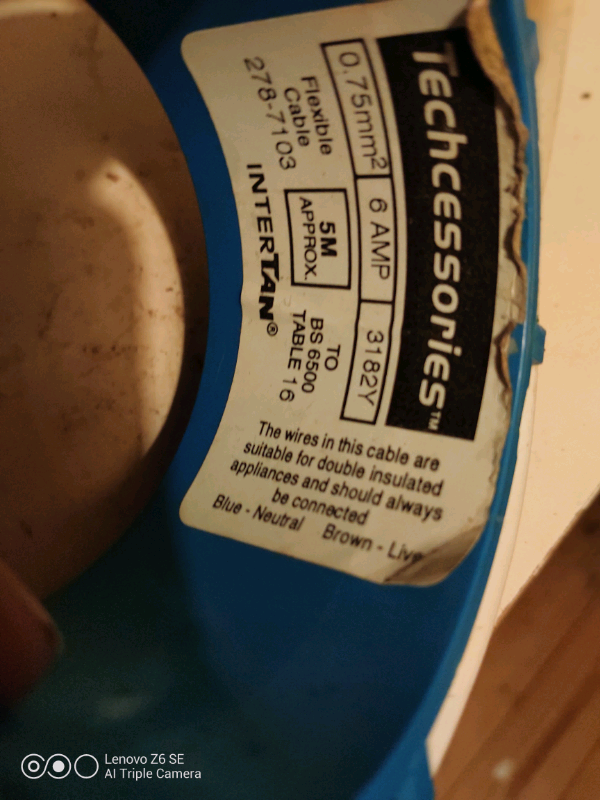 Techcessories™
0.75mm² 6 AMP 3182Y
Flexible
Cable
278-7103
5M
APPROX.
TO
BS 6500
TABLE 16
INTERTAN®
The wires in this cable are
suitable for double insulated
appliances and should always
be connected
Blue - Neutral Brown - Live
Lenovo Z6 SE
AI Triple Camera